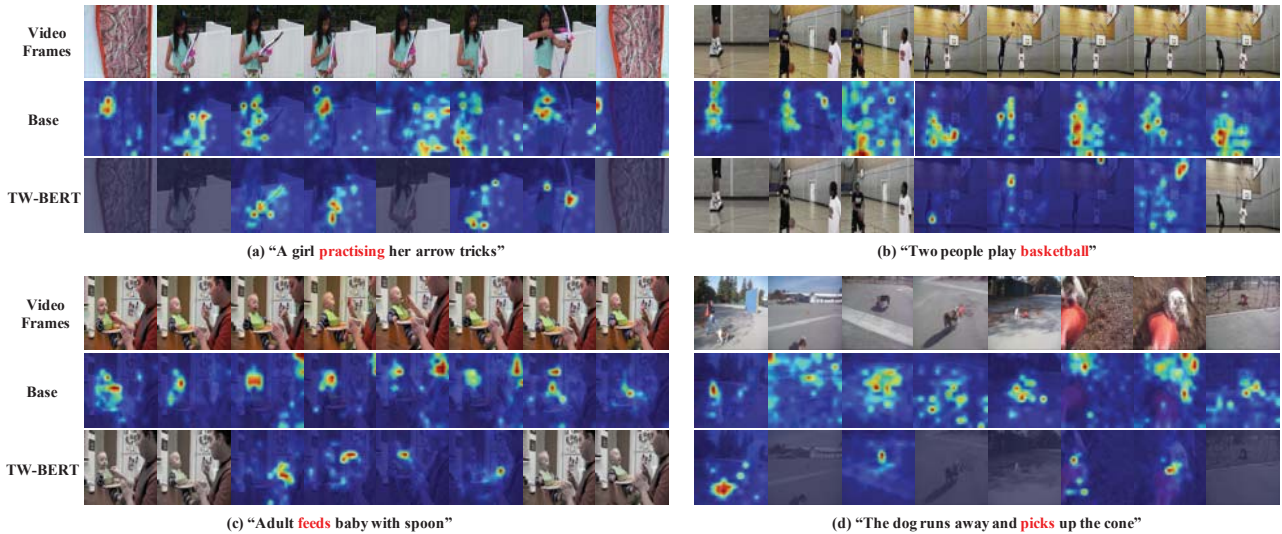 Video
Frames
Base
TW-BERT
(a) “A girl practising her arrow tricks”
(b) “Two people play basketball”
Video
Frames
Base
TW-BERT
(c) “Adult feeds baby with spoon”
(d) “The dog runs away and picks up the cone”